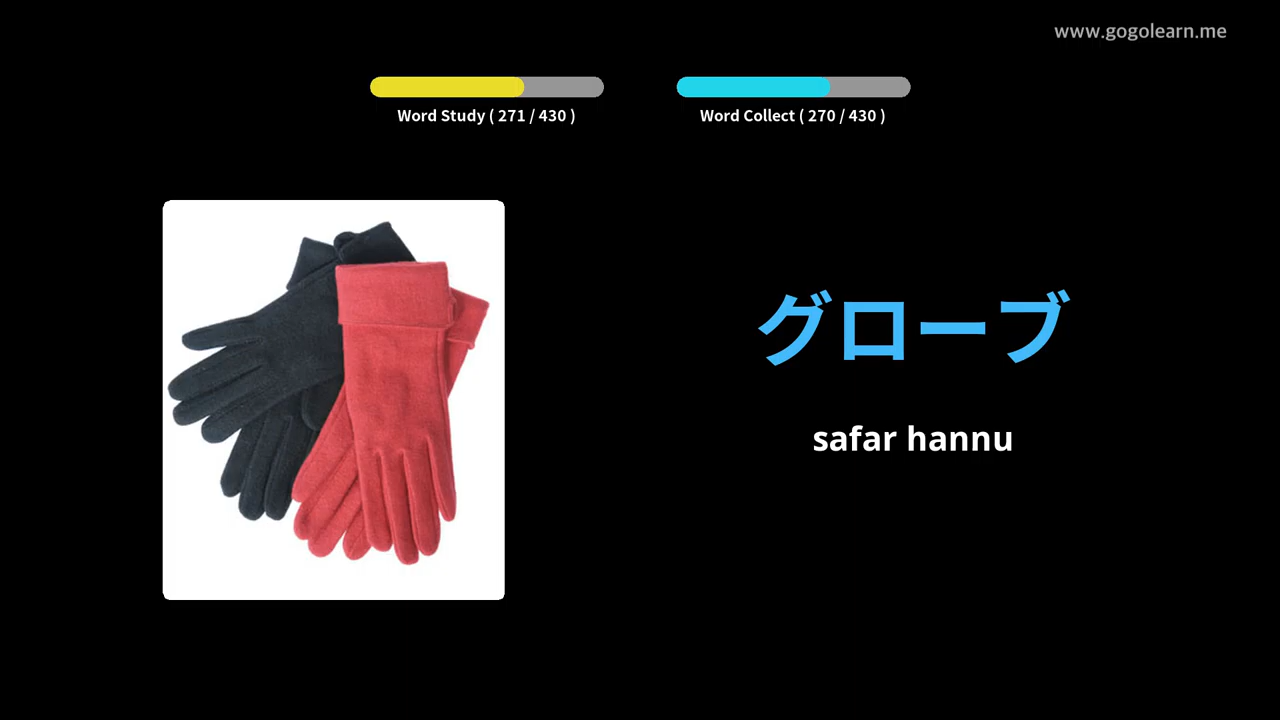 www.gogolearn.me
Word Study ( 271 / 430 )
Word Collect ( 270 / 430 )
グローブ
safar hannu